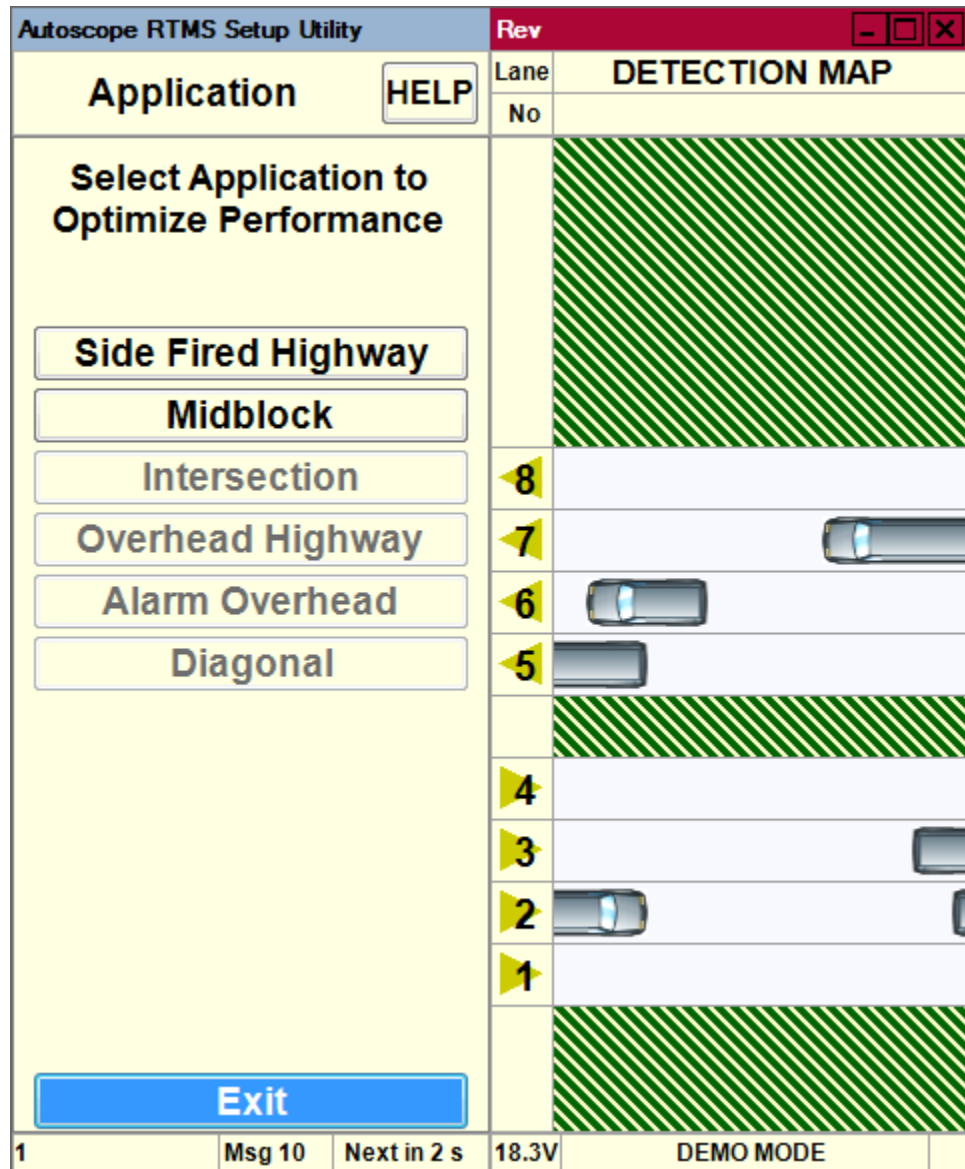 Autoscope RTMS Setup Utility
Rev
Application
HELP
Lane
No
DETECTION MAP
Select Application to
Optimize Performance
Side Fired Highway
Midblock
Intersection
Overhead Highway
Alarm Overhead
Diagonal
8
7
6
5
4
3
2
1
Exit
1
Msg 10
Next in 2 s
18.3V
DEMO MODE